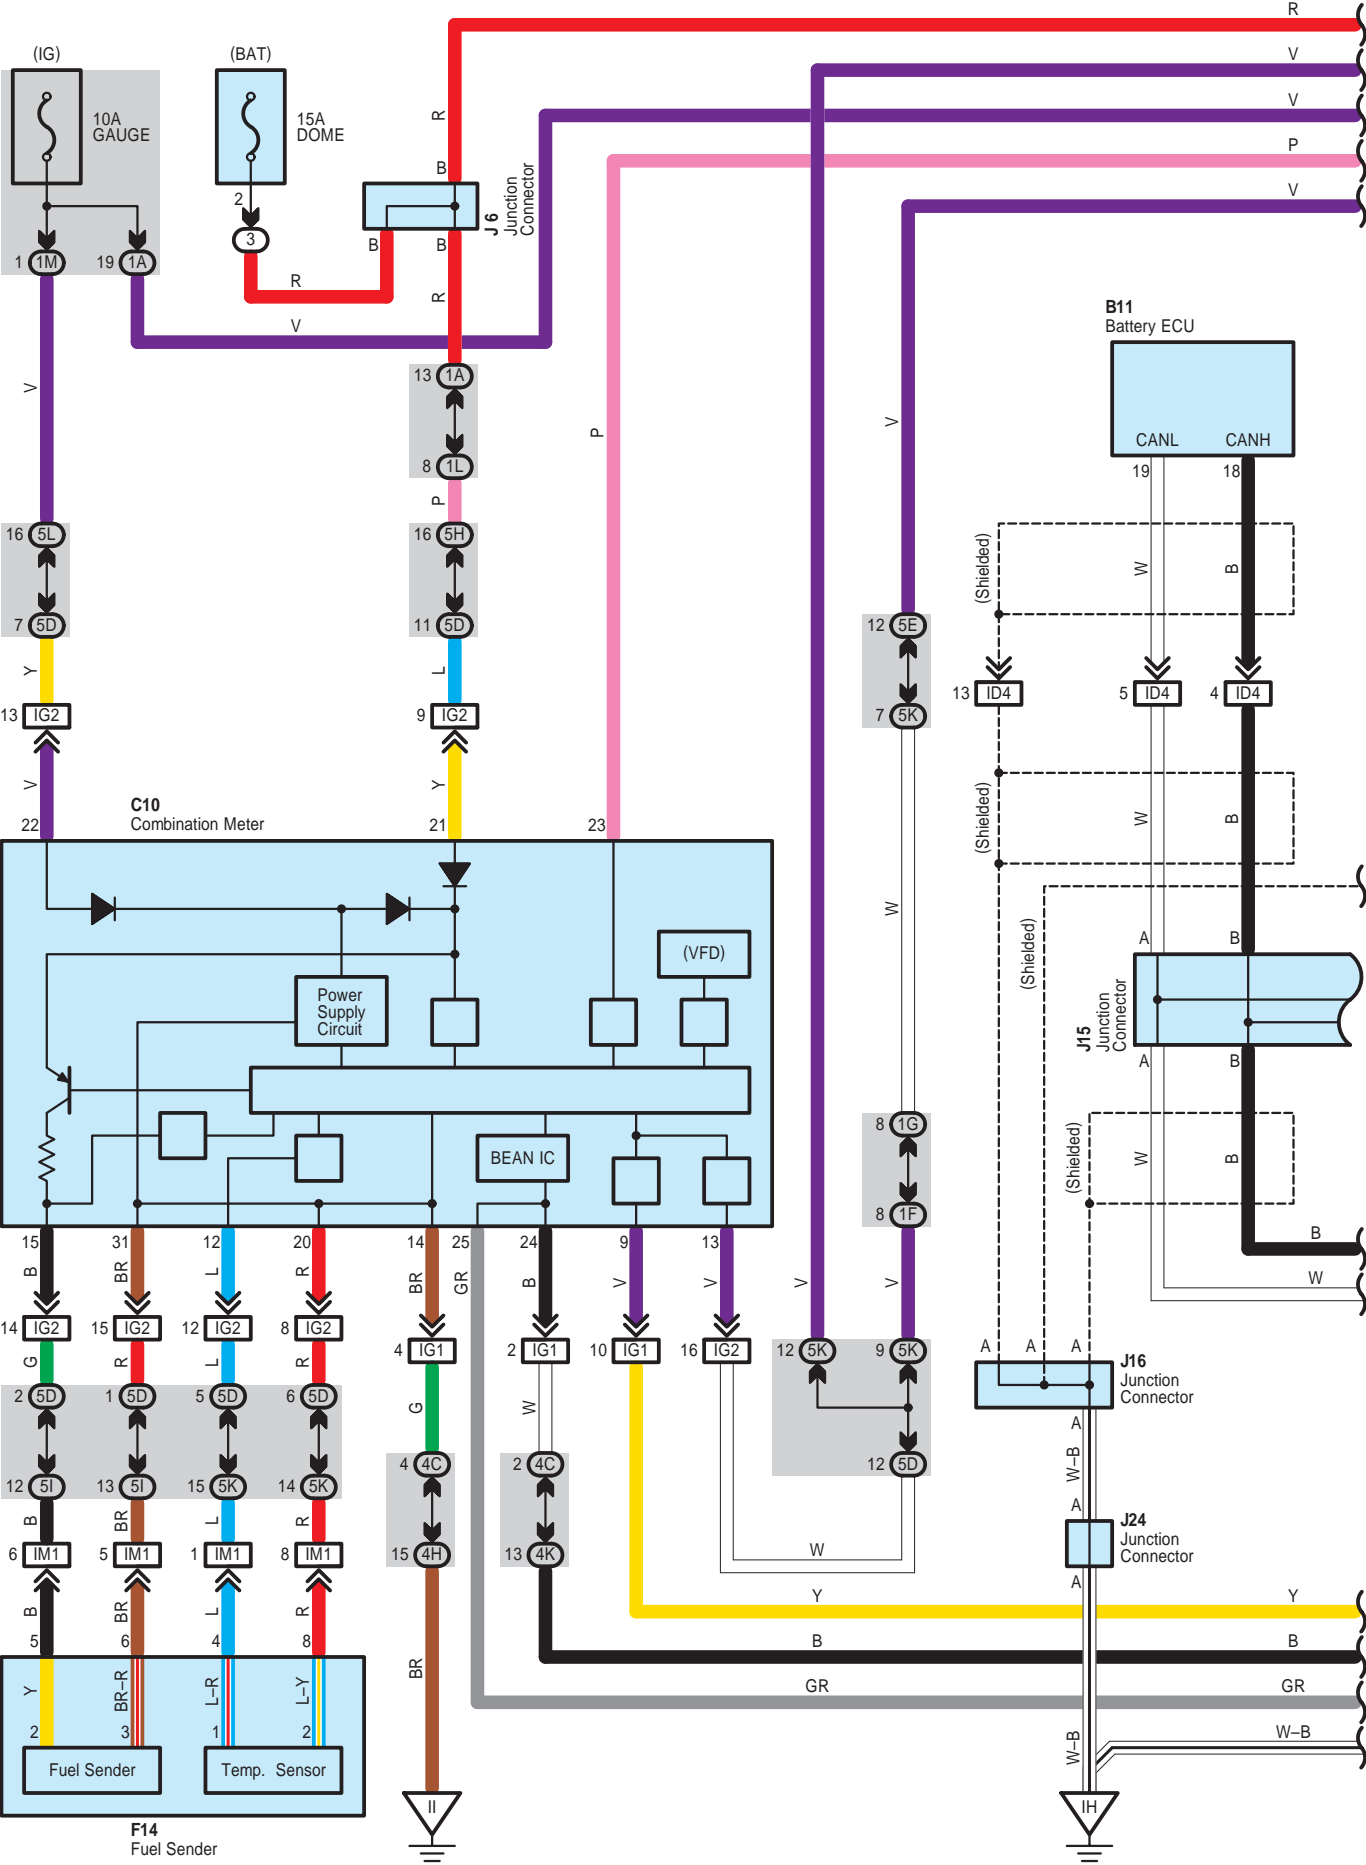 R
V
V
P
V
(IG)
(BAT)
10A
GAUGE
15A
DOME
R
B
2
3
J 6
Junction
Connector
B
B
1 1M
19 1A
R
R
V
B11
Battery ECU
CANL
CANH
19
18
V
13 1A
8 1L
P
P
V
16 5L
7 5D
16 5H
11 5D
Y
L
13 IG2
9 IG2
V
Y
12 5E
7 5K
(Shielded)
W
B
13 ID4
5 ID4
4 ID4
C10
Combination Meter
22
21
23
(Shielded)
W
B
W
(Shielded)
A
B
(VFD)
Power
Supply
Circuit
J15
Junction
Connector
A
B
BEAN IC
8 1G
8 1F
(Shielded)
W
B
B
W
15
31
12
20
14
25
24
9
13
B
BR
L
R
BR
GR
B
V
V
V
V
14 IG2
15 IG2
12 IG2
8 IG2
4 IG1
2 IG1
10 IG1
16 IG2
12 5K
9 5K
A
A
A
J16
Junction
Connector
G
R
L
R
G
W
2 5D
1 5D
5 5D
6 5D
A
W–B
A
4 4C
2 4C
12 5D
12 5I
13 5I
15 5K
14 5K
B
BR
L
R
J24
Junction
Connector
A
6 IM1
5 IM1
1 IM1
8 IM1
15 4H
13 4K
W
B
BR
L
R
Y
Y
5
6
4
8
B
B
BR
GR
GR
Y
BR–R
L–R
L–Y
2
3
1
2
W–B
W–B
Fuel Sender
Temp. Sensor
II
IH
F14
Fuel Sender